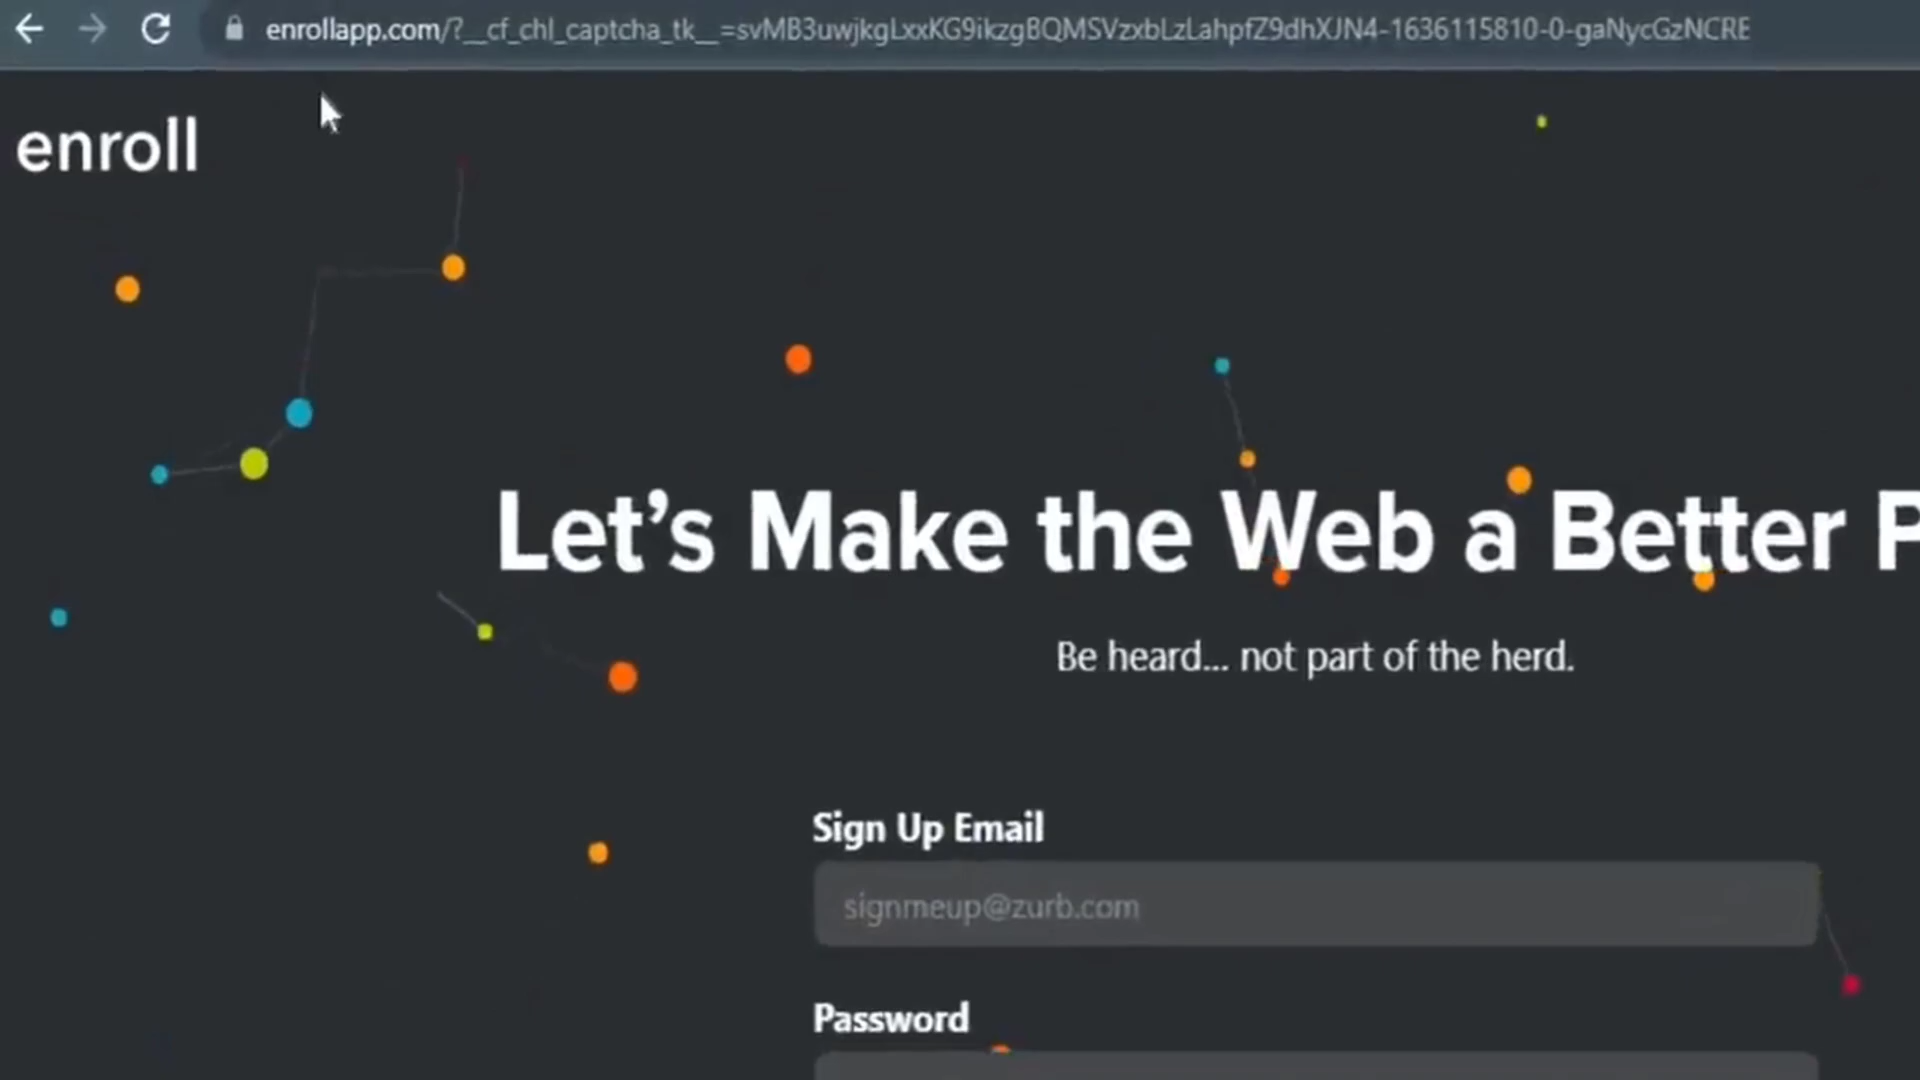 enrollapp.com/?__cf_chl_captcha_tk__=svMB3uwjkgLxxKG9ikzgBQMSVzxbLzLahpfZ9dhXJN4-1636115810-0-gaNycGzNCRE
enroll
Let’s Make the Web a Better P
Be heard... not part of the herd.
Sign Up Email
signmeup@zurb.com
Password